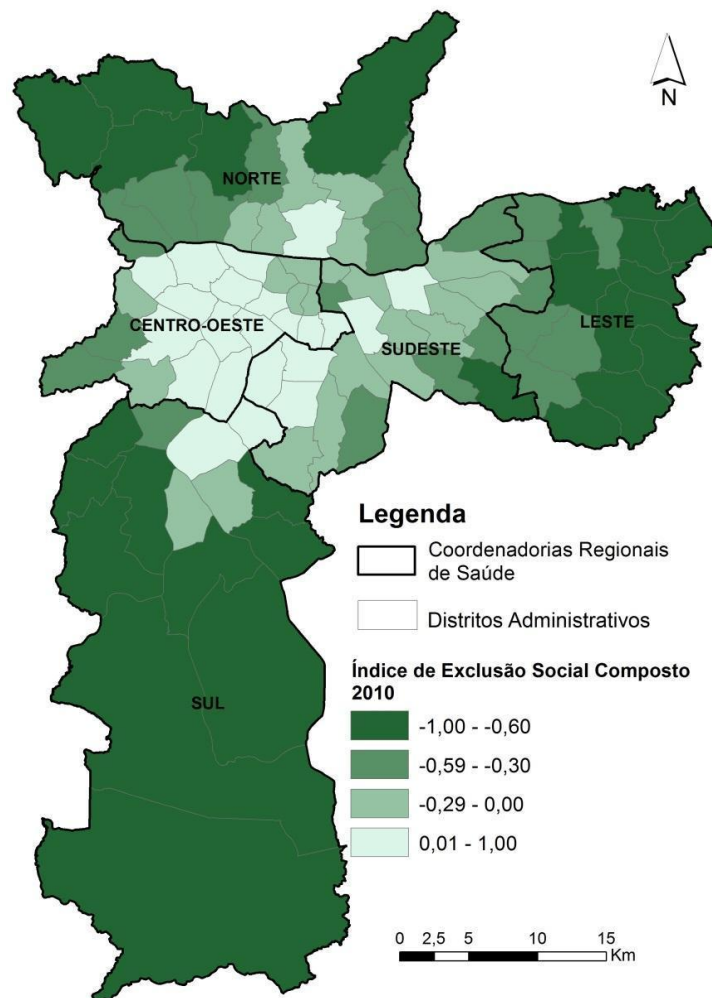 N
NORTE
CENTRO-OESTE
SUDESTE
LESTE
SUL
Legenda
Coordenadorias Regionais
de Saúde
Distritos Administrativos
Índice de Exclusão Social Composto
2010
-1,00 - -0,60
-0,59 - -0,30
-0,29 - 0,00
0,01 - 1,00
0 2,5 5 10 15
Km